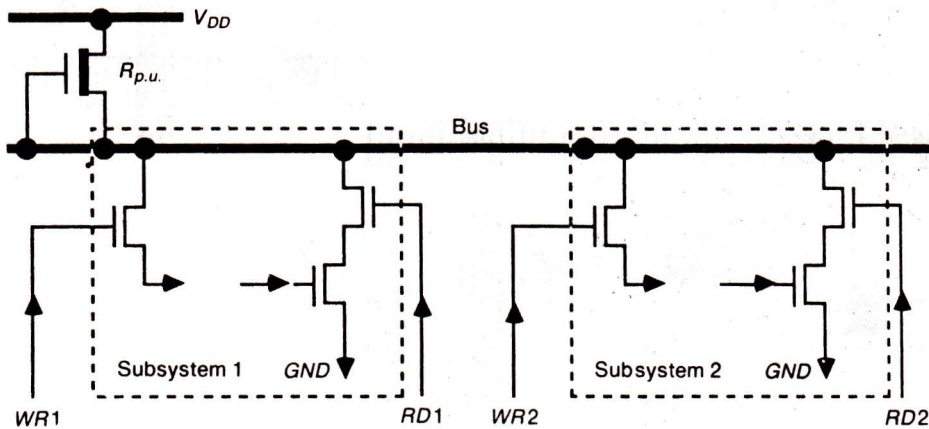 V_DD
R_p.u.
Bus
Subsystem 1
GND
Subsystem 2
GND
WR1
RD1
WR2
RD2